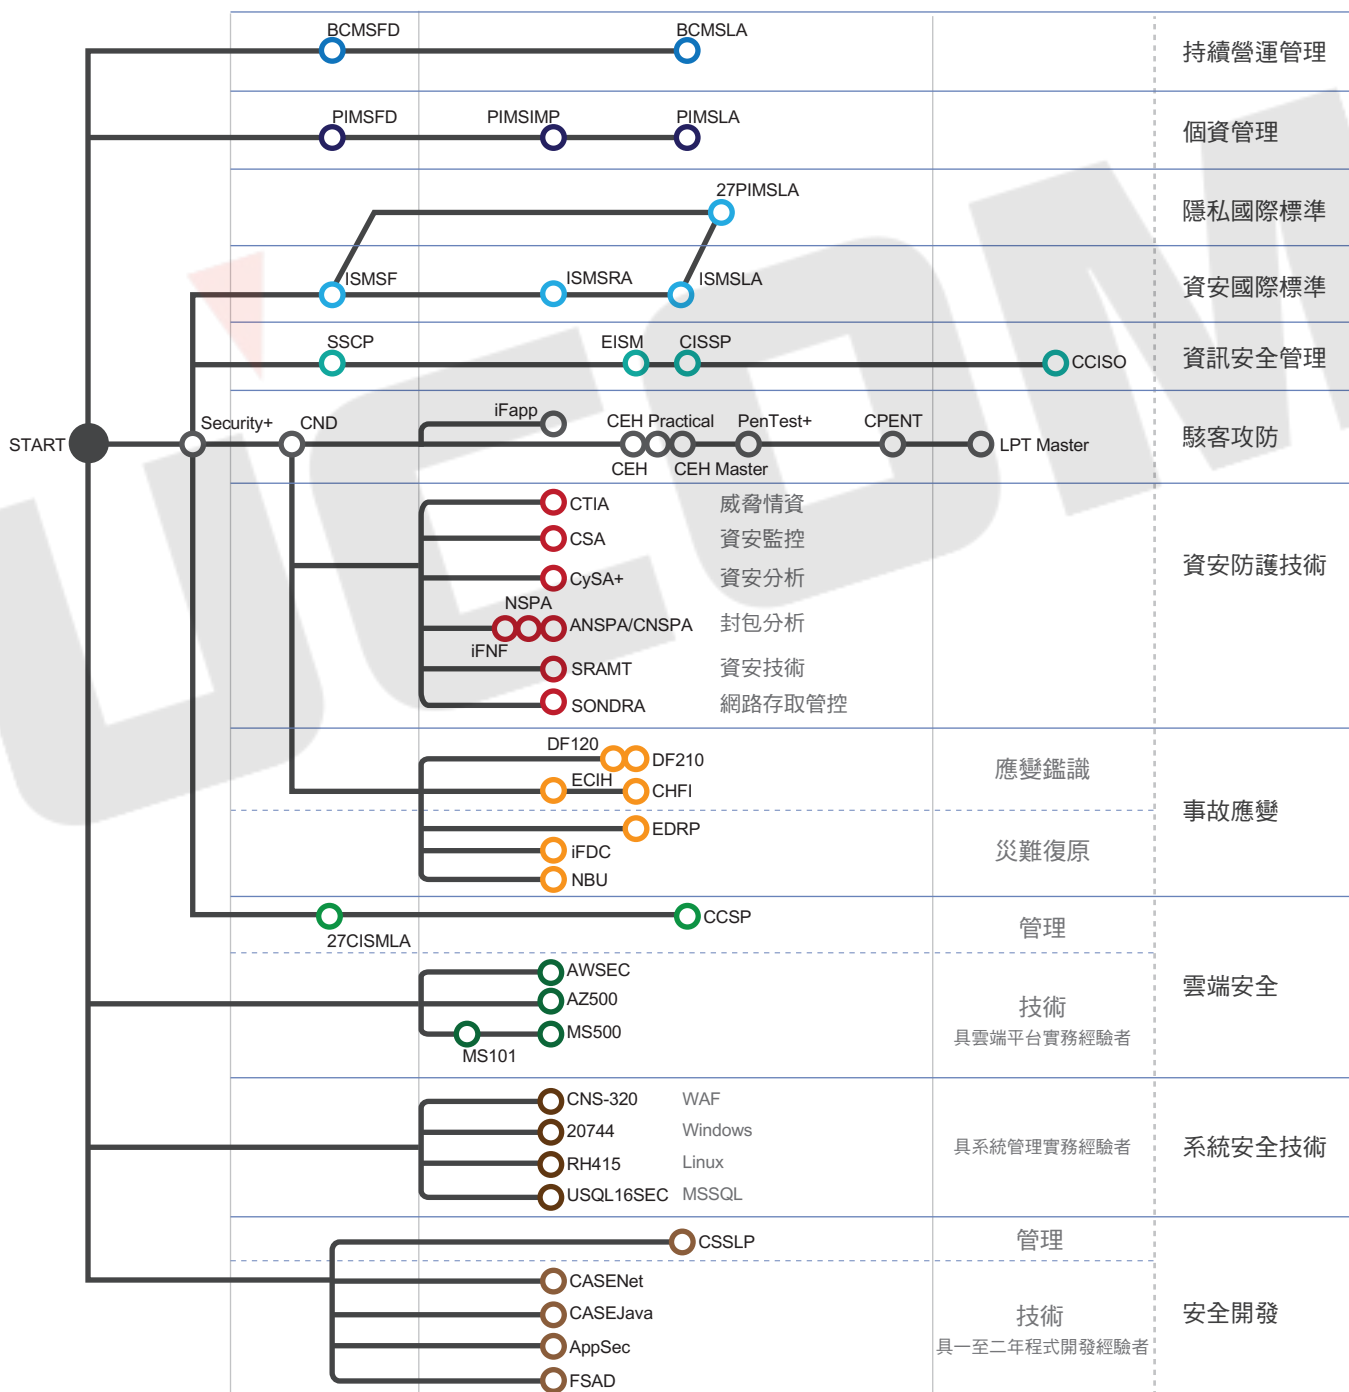 BCMSFD
BCMSLA
持續營運管理
PIMSFD
PIMSIMP
PIMSLA
個資管理
27PIMSLA
隱私國際標準
ISMSF
ISMSRA
ISMSLA
資安國際標準
SSCP
EISM
CISSP
CCISO
資訊安全管理
START
Security+
CND
iFapp
CEH Practical
PenTest+
CPENT
LPT Master
CEH
CEH Master
駭客攻防
CTIA
威脅情資
CSA
資安監控
CySA+
資安分析
NSPA
ANSPA/CNSPA
封包分析
iFNF
SRAMT
資安技術
SONDRA
網路存取管控
資安防護技術
DF120
DF210
ECIH
CHFI
應變鑑識
EDRP
iFDC
NBU
災難復原
事故應變
27CISMLA
CCSP
管理
AWSEC
AZ500
MS500
MS101
技術
具雲端平台實務經驗者
雲端安全
CNS-320
WAF
20744
Windows
RH415
Linux
USQL16SEC
MSSQL
具系統管理實務經驗者
系統安全技術
CSSLP
管理
CASENet
CASEJava
AppSec
FSAD
技術
具一至二年程式開發經驗者
安全開發
UCOM